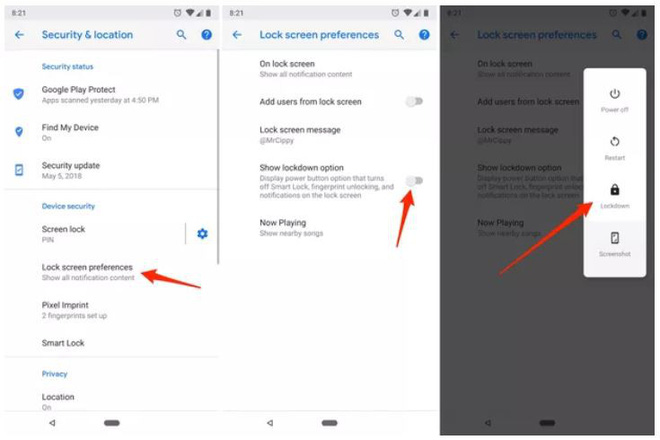 8:21
Security & location
Security status
Google Play Protect
Apps scanned yesterday at 4:50 PM
Find My Device
On
Security update
May 5, 2018
Device security
Screen lock
PIN
Lock screen preferences
Show all notification content
Pixel Imprint
2 fingerprints set up
Smart Lock
Privacy
Location
On
8:21
Lock screen preferences
On lock screen
Show all notification content
Add users from lock screen
Lock screen message
@MrCippy
Show lockdown option
Display power button option that turns
off Smart Lock, fingerprint unlocking, and
notifications on the lock screen
Now Playing
Show nearby songs
8:21
Lock screen preferences
On lock screen
Show all notification content
Add users from lock screen
Lock screen message
@MrCippy
Show lockdown option
Display power button option that turns
off Smart Lock, fingerprint unlocking, and
notifications on the lock screen
Now Playing
Show nearby songs
Power off
Restart
Lockdown
Screenshot